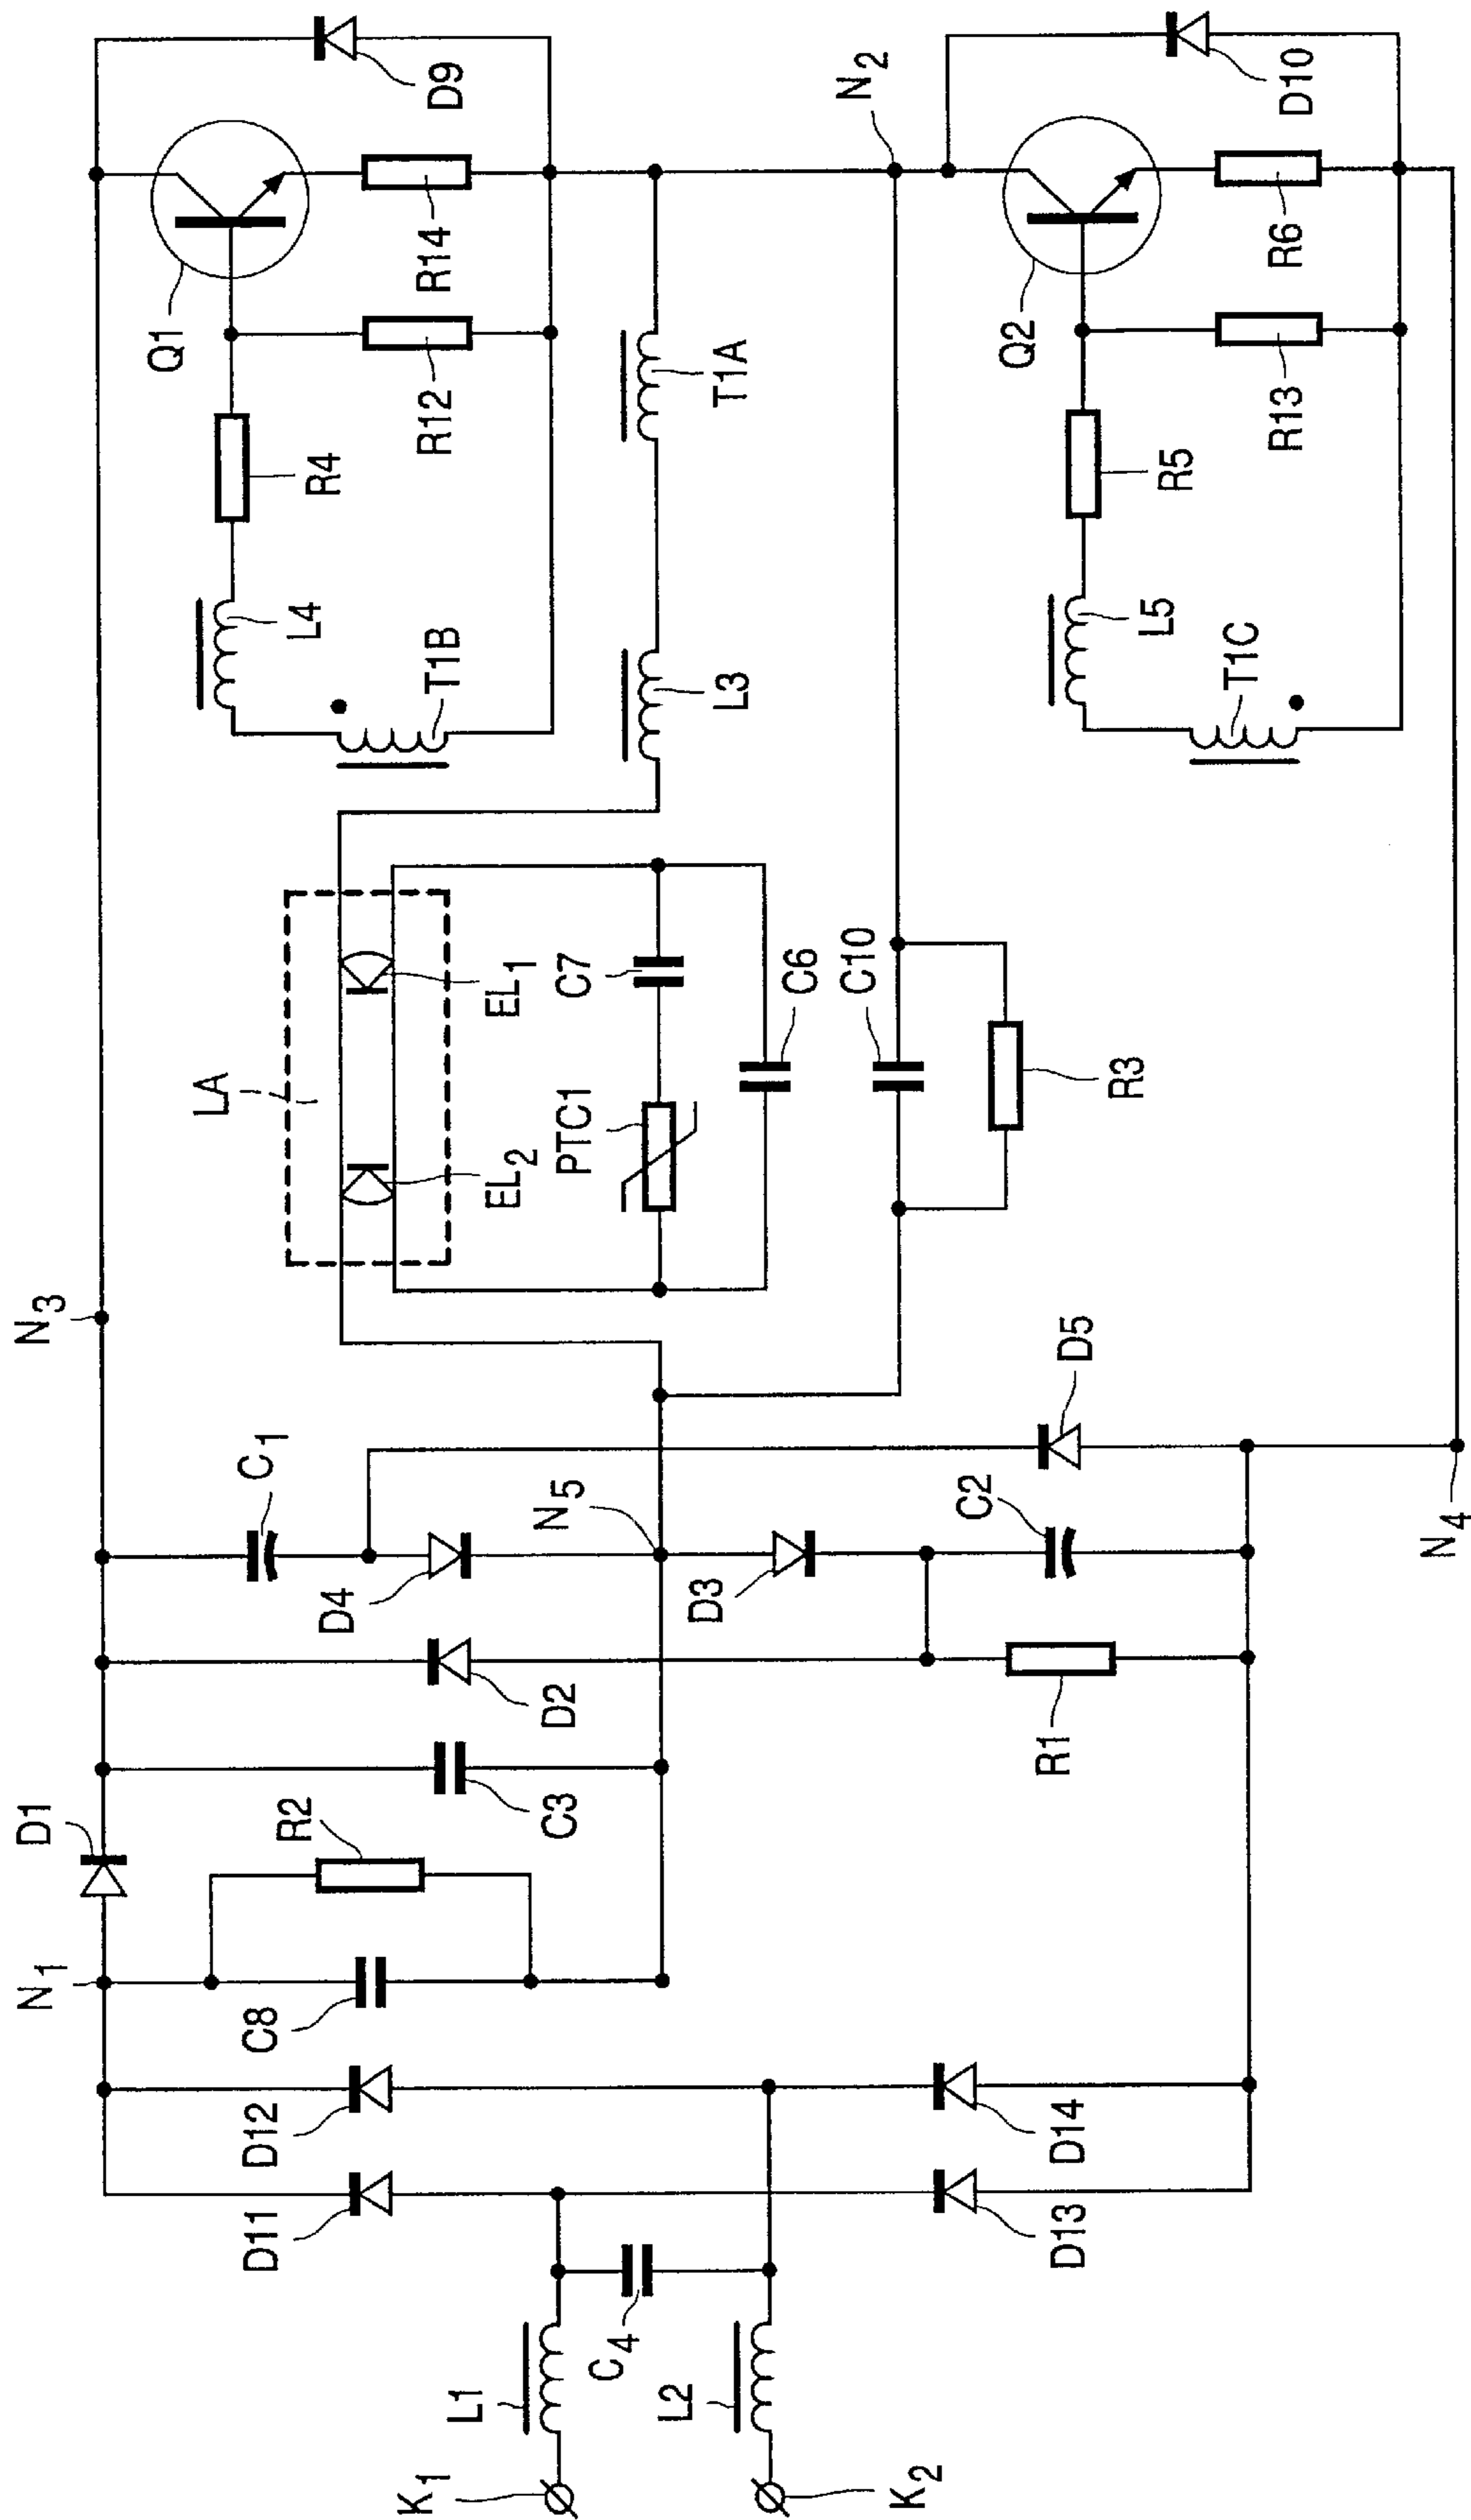 K1
K2
L1
L2
C4
D11
D12
D13
D14
C8
R2
N1
D1
C3
D2
R1
D4
D3
C1
C2
N5
D5
N4
N3
LA
EL2
EL1
PTC1
C7
C6
C10
R3
L3
T1A
T1B
L4
R4
R12
R14
Q1
D9
N2
T1C
L5
R5
R13
R6
Q2
D10